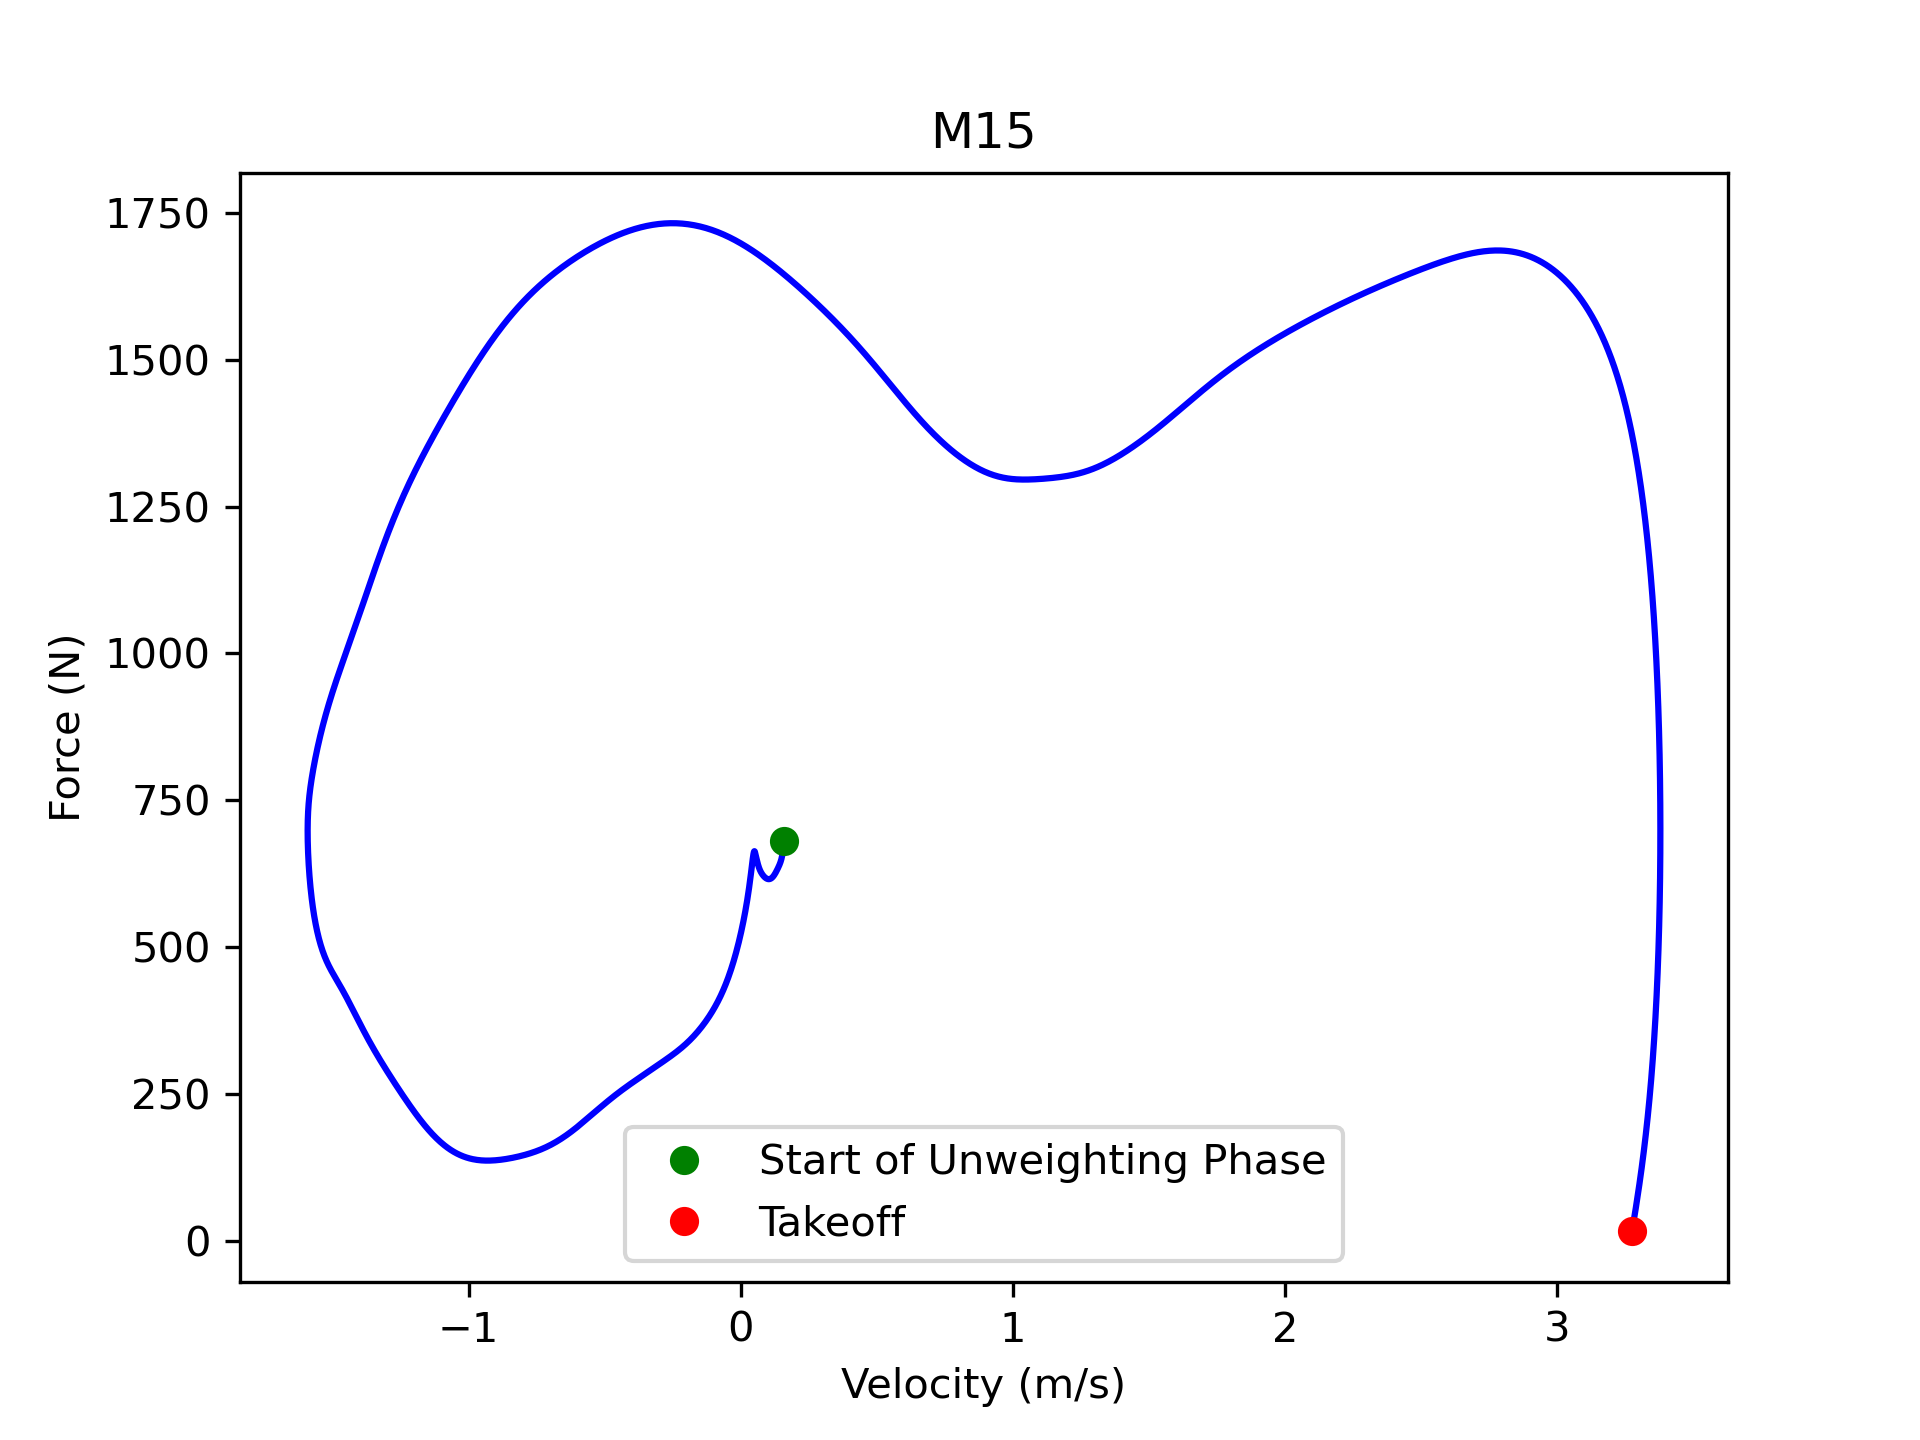 M15
1750
1500
1250
1000
750
500
250
0
Force (N)
Start of Unweighting Phase
Takeoff
−1 0 1 2 3
Velocity (m/s)